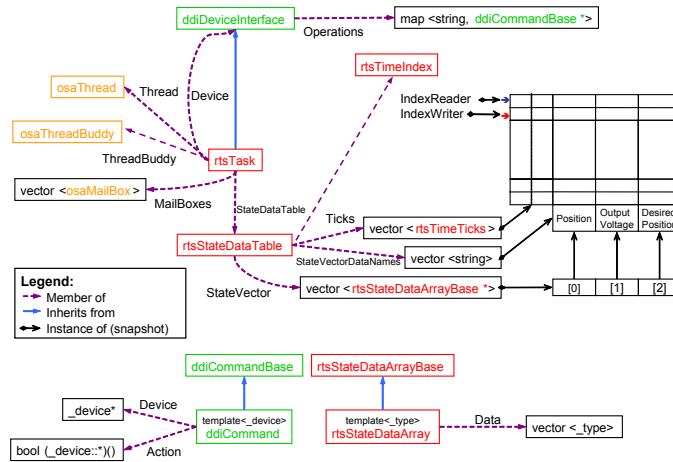 ddiDeviceInterface
Operations
map <string, ddiCommandBase *>
rtsTimeIndex
osaThread
Thread
Device
IndexReader
IndexWriter
osaThreadBuddy
ThreadBuddy
rtsTask
vector <osaMailBox>
MailBoxes
StateDataTable
Ticks
vector <rtsTimeTicks>
Position
Output
Voltage
Desired
Position
rtsStateDataTable
StateVectorDataNames
vector <string>
StateVector
vector <rtsStateDataArrayBase *>
[0]
[1]
[2]
Legend:
Member of
Inherits from
Instance of (snapshot)
ddiCommandBase
rtsStateDataArrayBase
_device*
Device
template<_device>
ddiCommand
template<_type>
rtsStateDataArray
Data
vector <_type>
bool (_device::*)()
Action